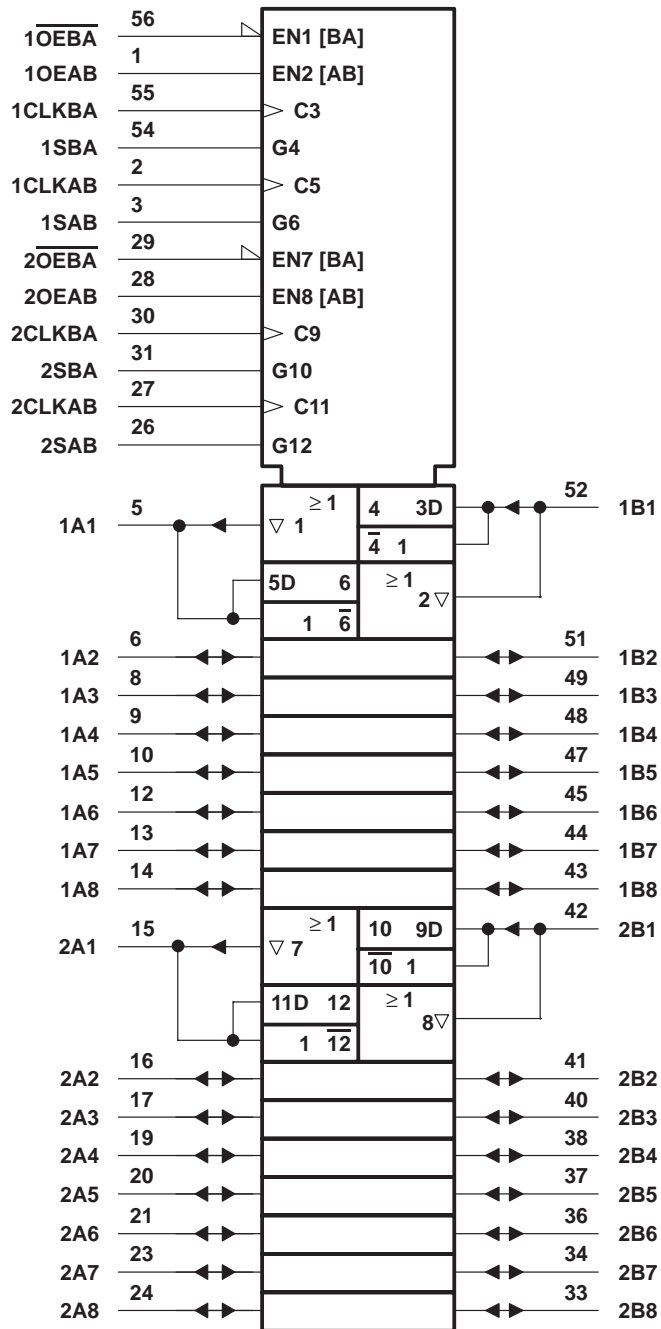 56
1O̅E̅B̅A̅ EN1 [BA]
1
1OEAB EN2 [AB]
55
1CLKBA C3
54
1SBA G4
2
1CLKAB C5
3
1SAB G6
29
2O̅E̅B̅A̅ EN7 [BA]
28
2OEAB EN8 [AB]
30
2CLKBA C9
31
2SBA G10
27
2CLKAB C11
26
2SAB G12
5 ≥ 1 4 3D 52
1A1 ▽ 1 4̅ 1 1B1
5D 6 ≥ 1
1 6̅ 2 ▽
6 51
1A2 1B2
8 49
1A3 1B3
9 48
1A4 1B4
10 47
1A5 1B5
12 45
1A6 1B6
13 44
1A7 1B7
14 43
1A8 1B8
15 ≥ 1 10 9D 42
2A1 ▽ 7 1̅0̅ 1 2B1
11D 12 ≥ 1
1 1̅2̅ 8 ▽
16 41
2A2 2B2
17 40
2A3 2B3
19 38
2A4 2B4
20 37
2A5 2B5
21 36
2A6 2B6
23 34
2A7 2B7
24 33
2A8 2B8